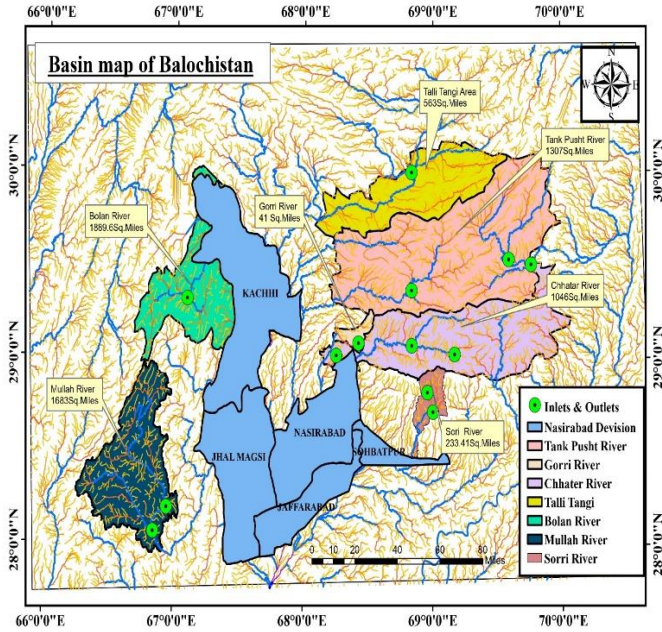 66°0'0"E
67°0'0"E
68°0'0"E
69°0'0"E
70°0'0"E
Basin map of Balochistan
N
W
E
S
Talli Tangi Area
563Sq.Miles
Tank Pusht River
1307Sq.Miles
30°0'0"N
30°0'0"N
Gorri River
41 Sq.Miles
Bolan River
1889.6Sq.Miles
KACHHI
Chhatar River
1046Sq.Miles
29°0'0"N
29°0'0"N
Mullah River
1683Sq.Miles
Inlets & Outlets
Nasirabad Devision
Tank Pusht River
Gorri River
Chhater River
Talli Tangi
Bolan River
Mullah River
Sorri River
NASIRABAD
Sori River
233.41Sq.Miles
SOHBATPUR
JHAL MAGSI
JAFFARABAD
28°0'0"N
28°0'0"N
0 10 20 40 60 80
Miles
66°0'0"E
67°0'0"E
68°0'0"E
69°0'0"E
70°0'0"E